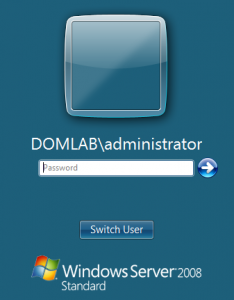 DOMLAB\administrator
Password
Switch User
Windows Server 2008
Standard